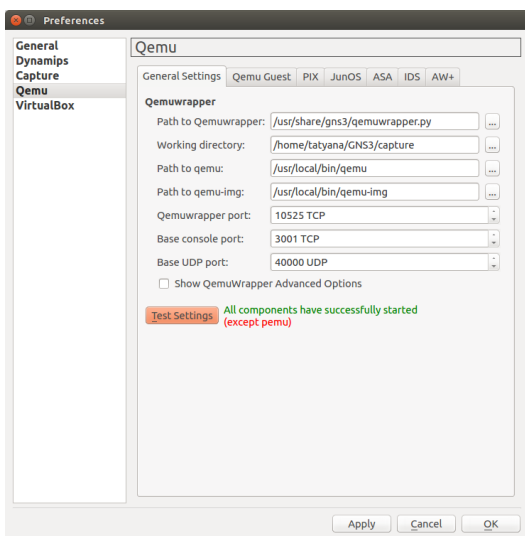 Preferences
General
Dynamips
Capture
Qemu
VirtualBox
Qemu
General Settings Qemu Guest PIX JunOS ASA IDS AW+
Qemuwrapper
Path to Qemuwrapper: /usr/share/gns3/qemuwrapper.py ...
Working directory: /home/tatyana/GNS3/capture ...
Path to qemu: /usr/local/bin/qemu ...
Path to qemu-img: /usr/local/bin/qemu-img ...
Qemuwrapper port: 10525 TCP
Base console port: 3001 TCP
Base UDP port: 40000 UDP
Show QemuWrapper Advanced Options
Test Settings All components have successfully started
(except pemu)
Apply Cancel OK